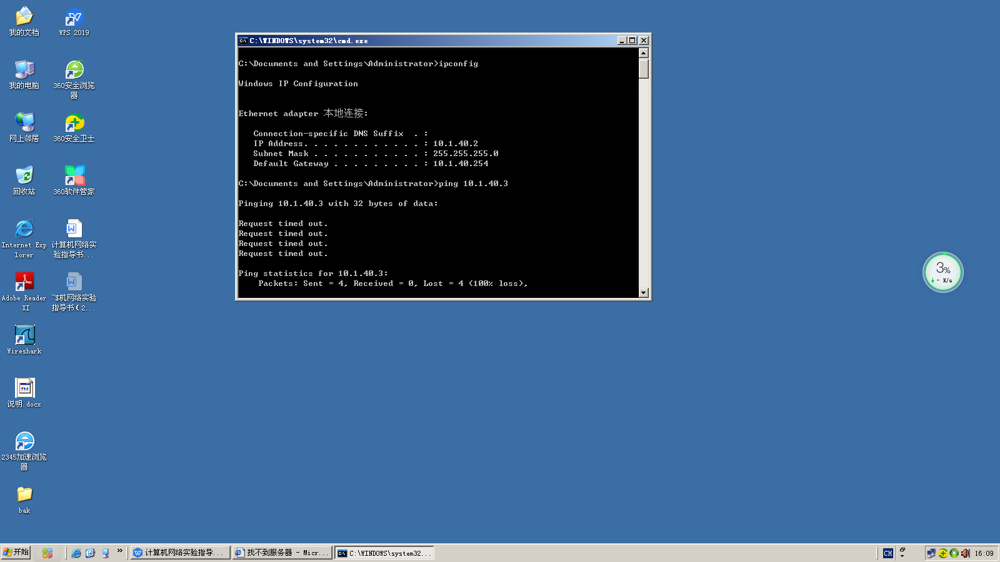 我的文档
WPS 2019
我的电脑
360安全浏览
器
网上邻居
360安全卫士
回收站
360软件管家
Internet Exp
lorer
计算机网络实
验指导书...
Adobe Reader
XI
~$机网络实验
指导书(2...
Wireshark
说明.docx
2345加速浏览
器
bak
C:\WINDOWS\system32\cmd.exe
C:\Documents and Settings\Administrator>ipconfig
Windows IP Configuration
Ethernet adapter 本地连接:
Connection-specific DNS Suffix  . :
IP Address. . . . . . . . . . . . : 10.1.40.2
Subnet Mask . . . . . . . . . . . : 255.255.255.0
Default Gateway . . . . . . . . . : 10.1.40.254
C:\Documents and Settings\Administrator>ping 10.1.40.3
Pinging 10.1.40.3 with 32 bytes of data:
Request timed out.
Request timed out.
Request timed out.
Request timed out.
Ping statistics for 10.1.40.3:
Packets: Sent = 4, Received = 0, Lost = 4 (100% loss),
3%
↓- K/s
开始
»
计算机网络实验指导...
找不到服务器 - Micr...
C:\WINDOWS\system32...
CH
16:09